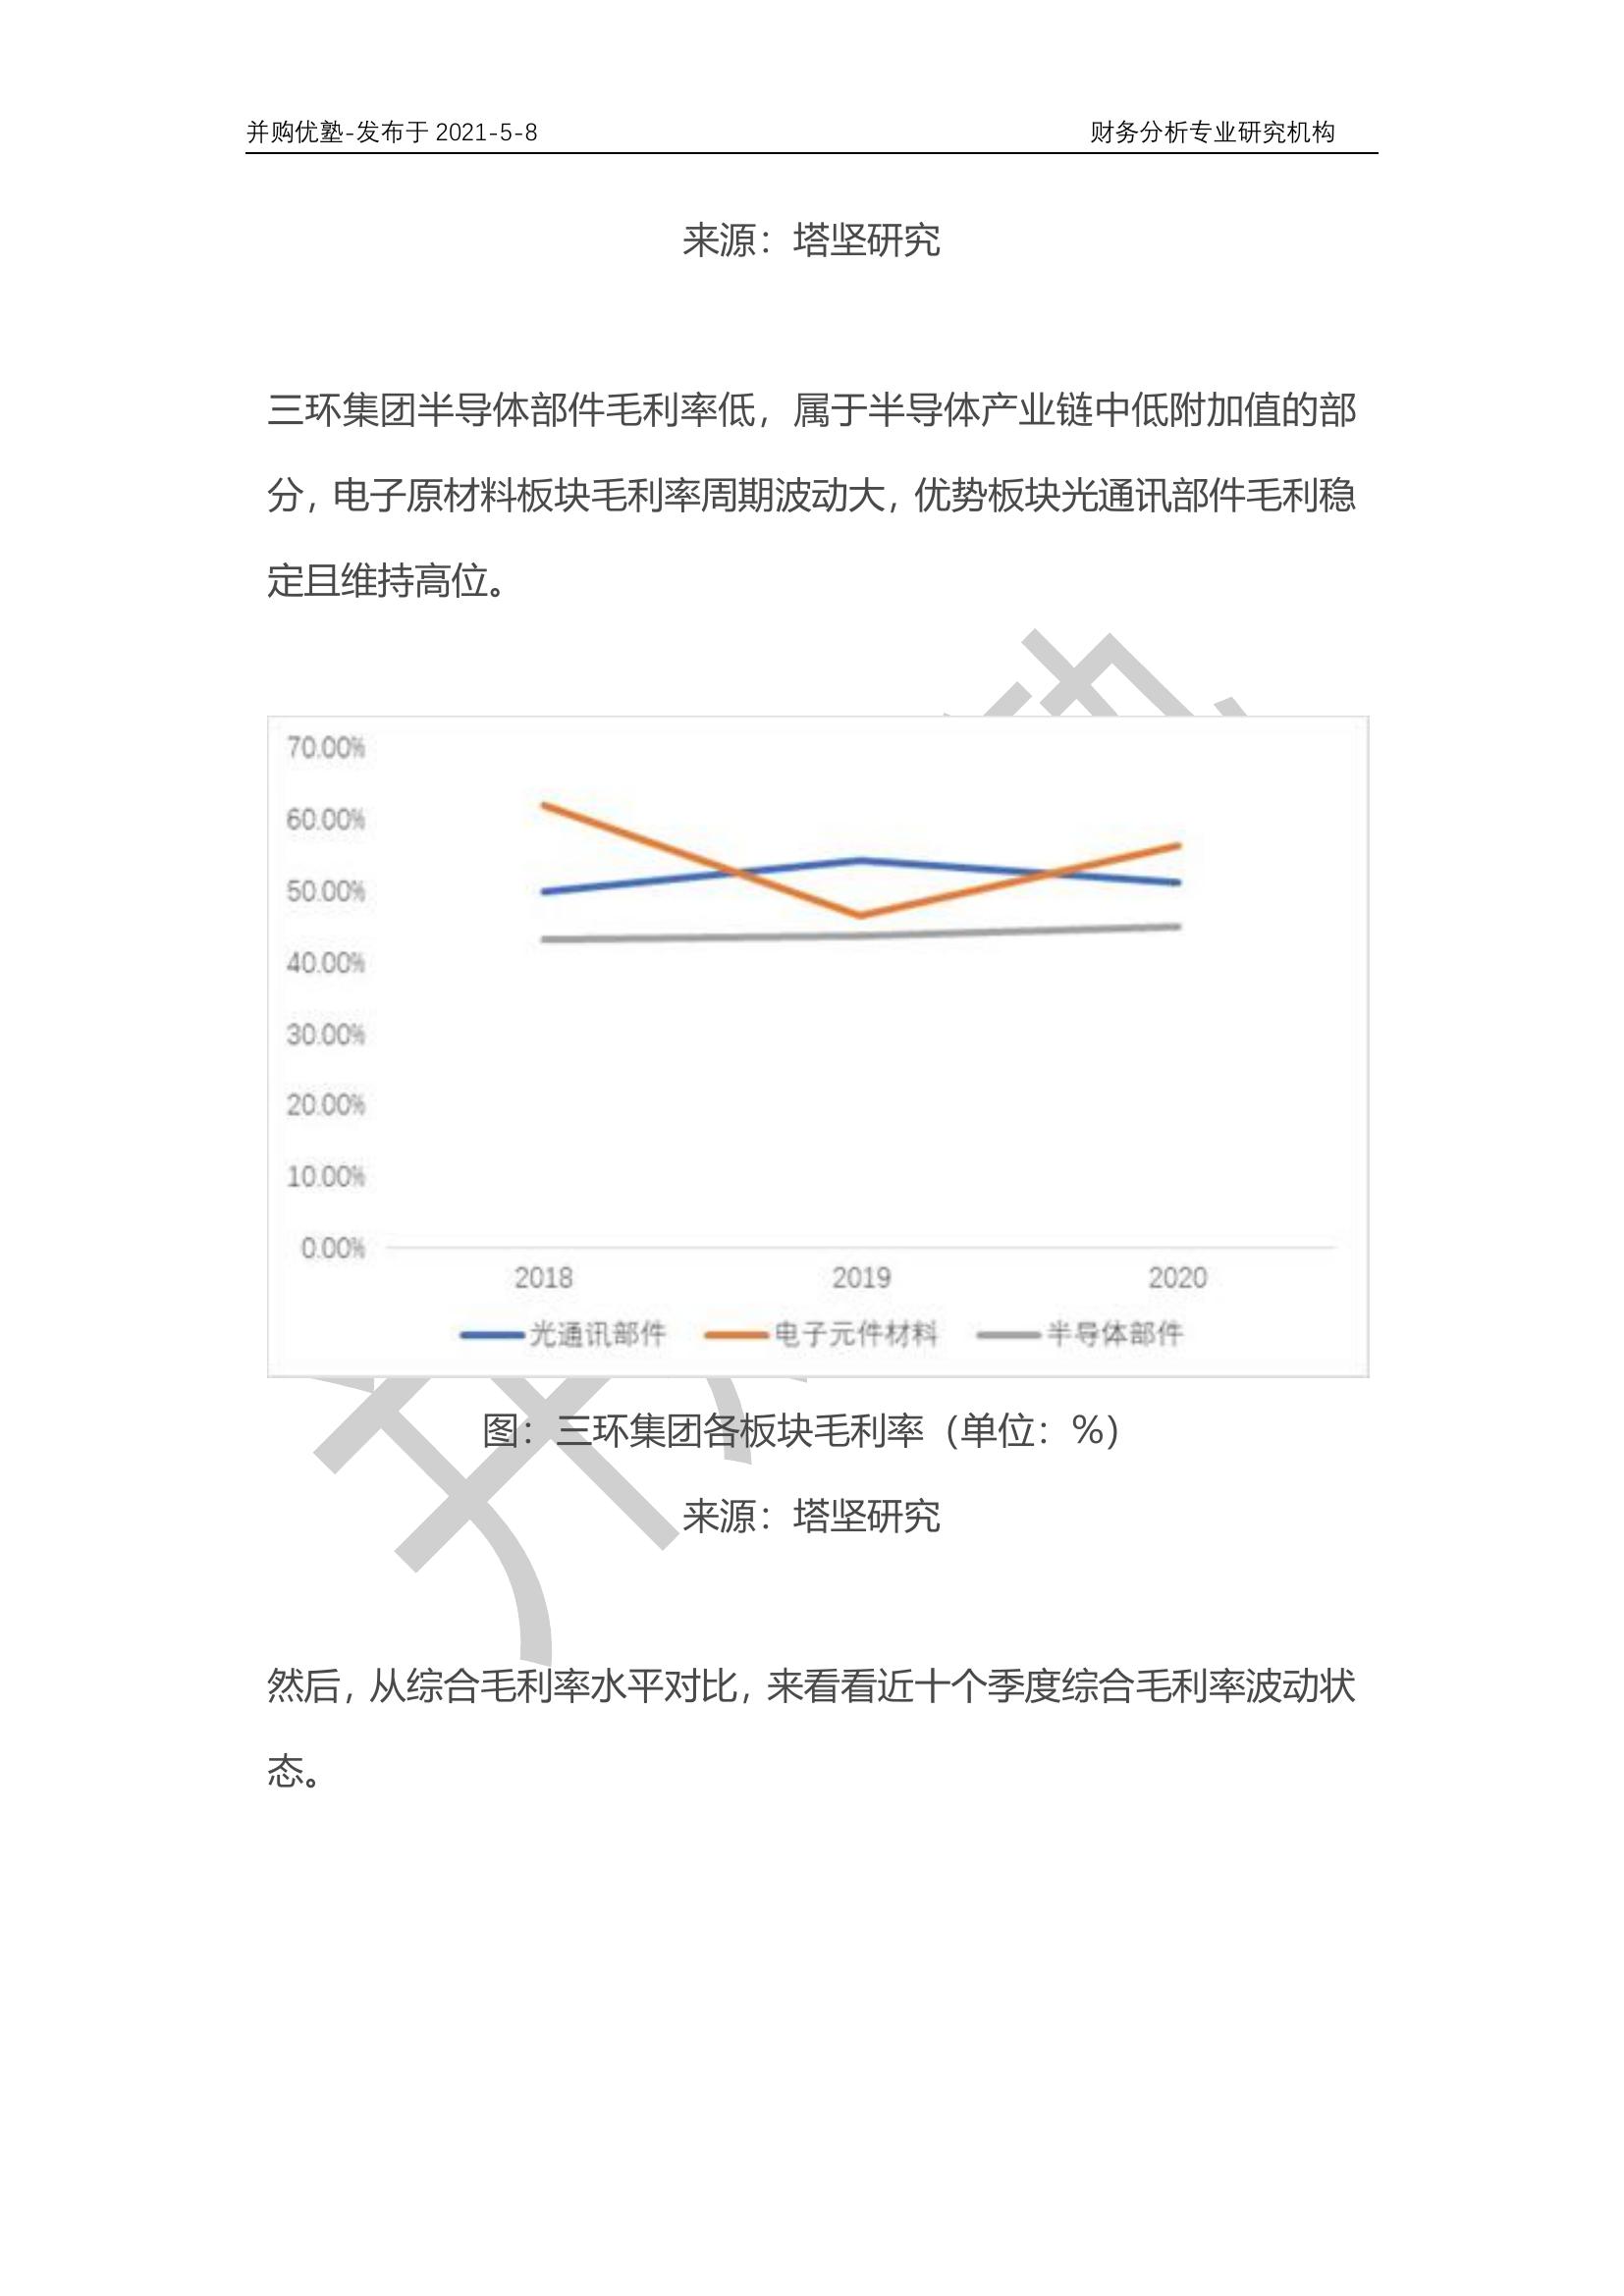 并购优塾-发布于 2021-5-8 财务分析专业研究机构
来源：塔坚研究
三环集团半导体部件毛利率低，属于半导体产业链中低附加值的部
分，电子原材料板块毛利率周期波动大，优势板块光通讯部件毛利稳
定且维持高位。
70.00%
60.00%
50.00%
40.00%
30.00%
20.00%
10.00%
0.00%
2018 2019 2020
光通讯部件 电子元件材料 半导体部件
图：三环集团各板块毛利率（单位：%）
来源：塔坚研究
然后，从综合毛利率水平对比，来看看近十个季度综合毛利率波动状
态。